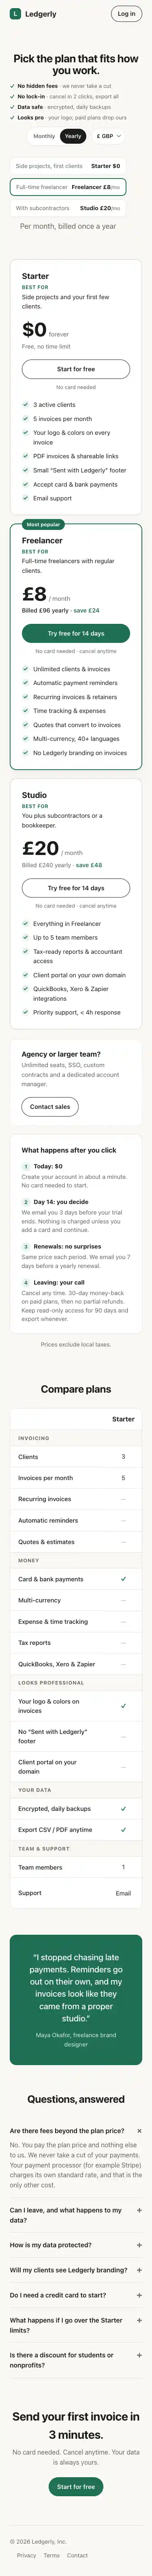 L Ledgerly Log in
Pick the plan that fits how
you work.
No hidden fees · we never take a cut
No lock-in · cancel in 2 clicks, export all
Data safe · encrypted, daily backups
Looks pro · your logo; paid plans drop ours
Monthly Yearly £ GBP
Side projects, first clients Starter $0
Full-time freelancer Freelancer £8/mo
With subcontractors Studio £20/mo
Per month, billed once a year
Starter
BEST FOR
Side projects and your first few
clients.
$0 forever
Free, no time limit
Start for free
No card needed
3 active clients
5 invoices per month
Your logo & colors on every
invoice
PDF invoices & shareable links
Small “Sent with Ledgerly” footer
Accept card & bank payments
Email support
Most popular
Freelancer
BEST FOR
Full-time freelancers with regular
clients.
£8 / month
Billed £96 yearly · save £24
Try free for 14 days
No card needed · cancel anytime
Unlimited clients & invoices
Automatic payment reminders
Recurring invoices & retainers
Time tracking & expenses
Quotes that convert to invoices
Multi-currency, 40+ languages
No Ledgerly branding on invoices
Studio
BEST FOR
You plus subcontractors or a
bookkeeper.
£20 / month
Billed £240 yearly · save £48
Try free for 14 days
No card needed · cancel anytime
Everything in Freelancer
Up to 5 team members
Tax-ready reports & accountant
access
Client portal on your own domain
QuickBooks, Xero & Zapier
integrations
Priority support, < 4h response
Agency or larger team?
Unlimited seats, SSO, custom
contracts and a dedicated account
manager.
Contact sales
What happens after you click
1 Today: $0
Create your account in about a minute.
No card needed to start.
2 Day 14: you decide
We email you 3 days before your trial
ends. Nothing is charged unless you
add a card and continue.
3 Renewals: no surprises
Same price each period. We email you 7
days before a yearly renewal.
4 Leaving: your call
Cancel any time. 30-day money-back
on paid plans, then no partial refunds.
Keep read-only access for 90 days and
export whenever.
Prices exclude local taxes.
Compare plans
Starter
INVOICING
Clients 3
Invoices per month 5
Recurring invoices —
Automatic reminders —
Quotes & estimates —
MONEY
Card & bank payments ✓
Multi-currency —
Expense & time tracking —
Tax reports —
QuickBooks, Xero & Zapier —
LOOKS PROFESSIONAL
Your logo & colors on
invoices ✓
No “Sent with Ledgerly”
footer —
Client portal on your
domain —
YOUR DATA
Encrypted, daily backups ✓
Export CSV / PDF anytime ✓
TEAM & SUPPORT
Team members 1
Support Email
“I stopped chasing late
payments. Reminders go
out on their own, and my
invoices look like they
came from a proper
studio.”
Maya Okafor, freelance brand
designer
Questions, answered
Are there fees beyond the plan price?
No. You pay the plan price and nothing else
to us. We never take a cut of your payments.
Your payment processor (for example Stripe)
charges its own standard rate, and that is the
only other cost.
Can I leave, and what happens to my
data?
How is my data protected?
Will my clients see Ledgerly branding?
Do I need a credit card to start?
What happens if I go over the Starter
limits?
Is there a discount for students or
nonprofits?
Send your first invoice in
3 minutes.
No card needed. Cancel anytime. Your data
is always yours.
Start for free
© 2026 Ledgerly, Inc.
Privacy Terms Contact